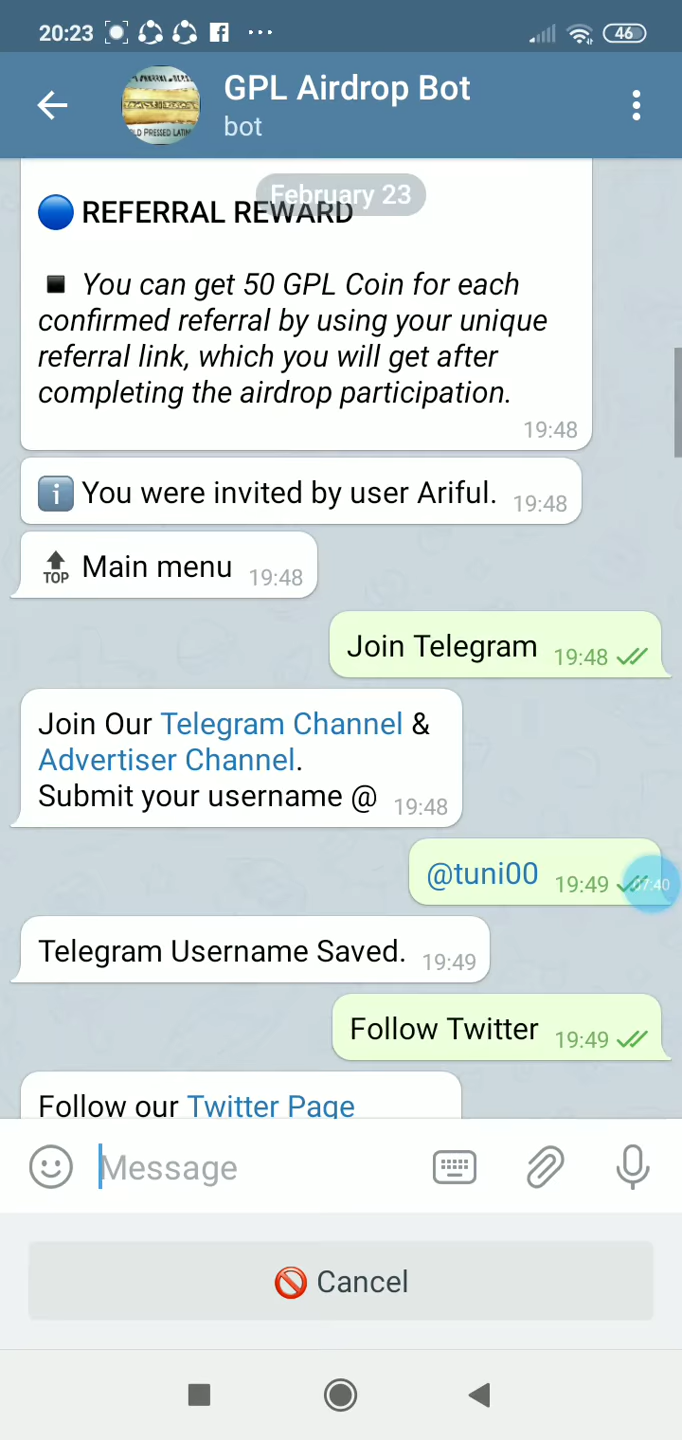 20:23
46
GPL Airdrop Bot
bot
February 23
🔵 REFERRAL REWARD
▪️ You can get 50 GPL Coin for each
confirmed referral by using your unique
referral link, which you will get after
completing the airdrop participation.
19:48
ℹ️ You were invited by user Ariful. 19:48
🔝 Main menu 19:48
Join Telegram 19:48
Join Our Telegram Channel &
Advertiser Channel.
Submit your username @ 19:48
@tuni00 19:49
Telegram Username Saved. 19:49
Follow Twitter 19:49
Follow our Twitter Page
Message
🚫 Cancel